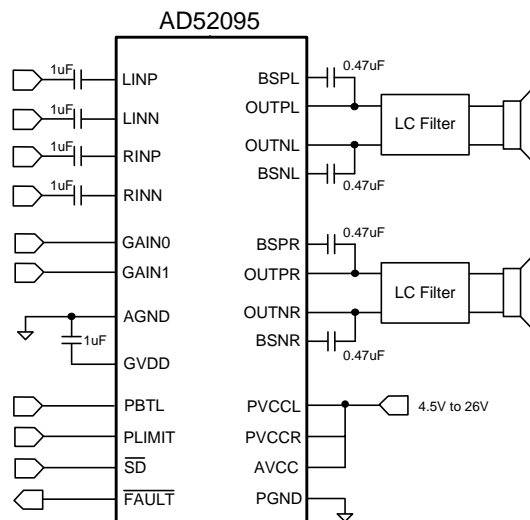 AD52095
1uF
LINP
1uF
LINN
1uF
RINP
1uF
RINN
GAIN0
GAIN1
AGND
1uF
GVDD
PBTL
PLIMIT
SD
FAULT
BSPL
0.47uF
OUTPL
LC Filter
OUTNL
BSNL
0.47uF
BSPR
0.47uF
OUTPR
LC Filter
OUTNR
BSNR
0.47uF
PVCCL
4.5V to 26V
PVCCR
AVCC
PGND